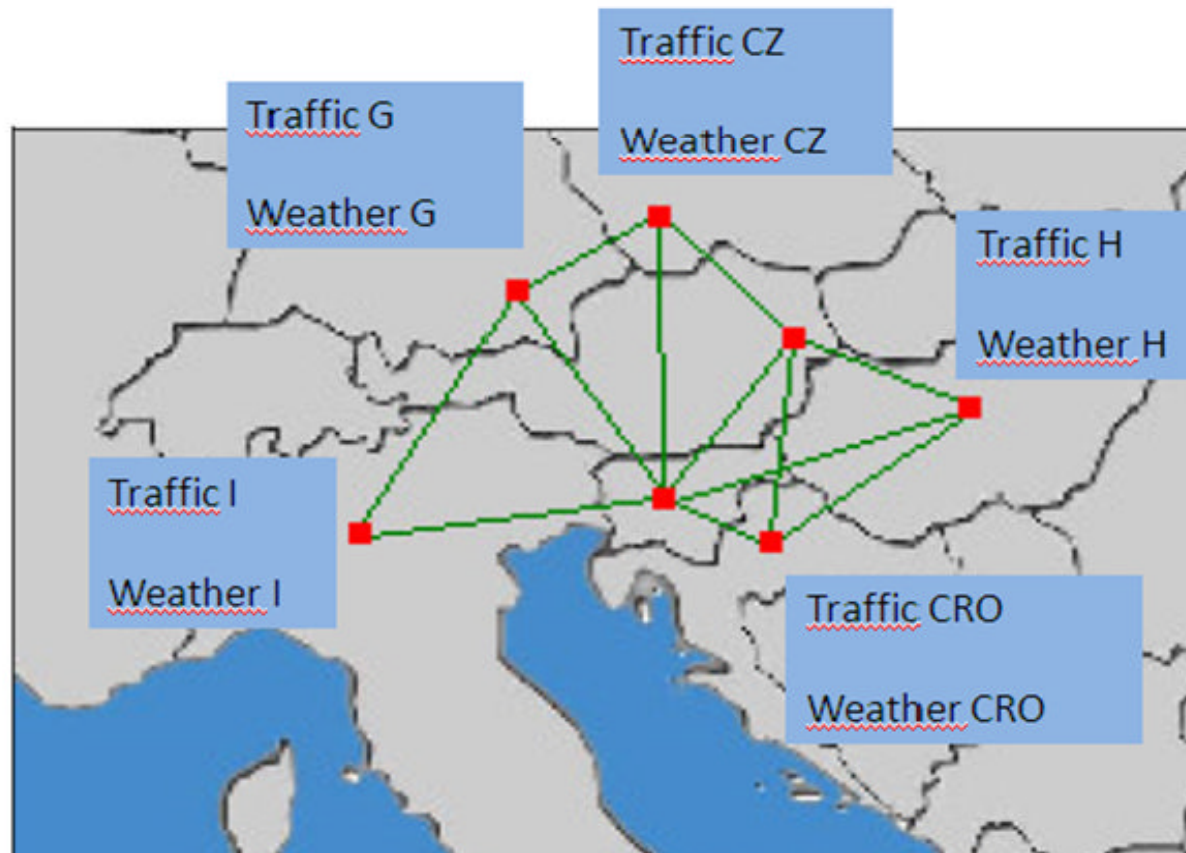 Traffic CZ
Weather CZ
Traffic G
Weather G
Traffic H
Weather H
Traffic I
Weather I
Traffic CRO
Weather CRO